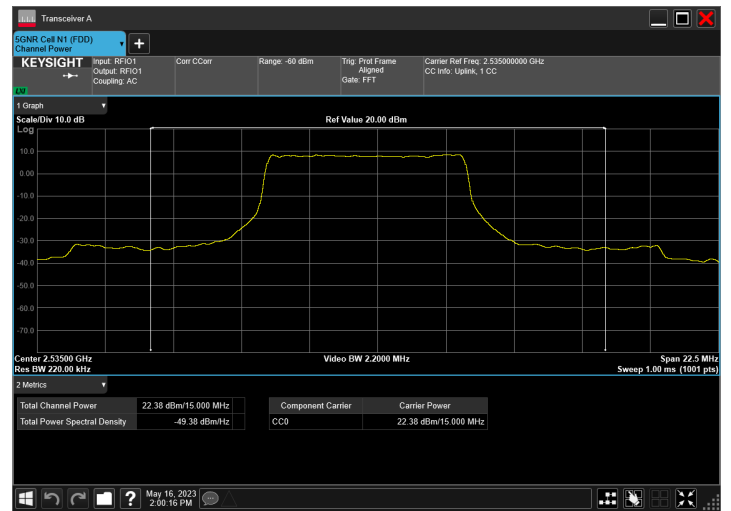 Transceiver A
5GNR Cell N1 (FDD)
Channel Power
KEYSIGHT
LXI
Input: RFIO1
Output: RFIO1
Coupling: AC
Corr CCorr
Range: -60 dBm
Trig: Prot Frame
Aligned
Gate: FFT
Carrier Ref Freq: 2.535000000 GHz
CC Info: Uplink, 1 CC
1 Graph
Scale/Div 10.0 dB
Ref Value 20.00 dBm
Log
10.0
0.00
-10.0
-20.0
-30.0
-40.0
-50.0
-60.0
-70.0
Center 2.53500 GHz
Video BW 2.2000 MHz
Span 22.5 MHz
Res BW 220.00 kHz
Sweep 1.00 ms (1001 pts)
2 Metrics
Total Channel Power 22.38 dBm/15.000 MHz
Total Power Spectral Density -49.38 dBm/Hz
Component Carrier Carrier Power
CC0 22.38 dBm/15.000 MHz
May 16, 2023
2:00:16 PM